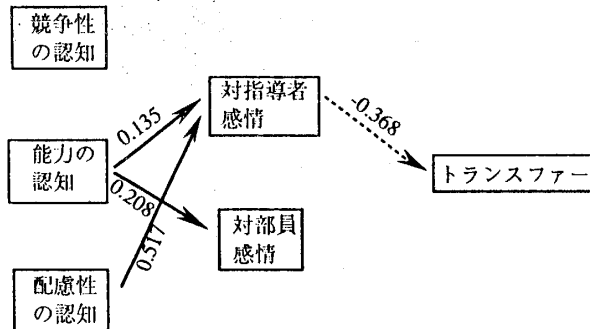 競争性
の認知
対指導者
感情
-0.368
0.135
能力の
認知
トランスファー
0.208
対部員
感情
0.517
配慮性
の認知